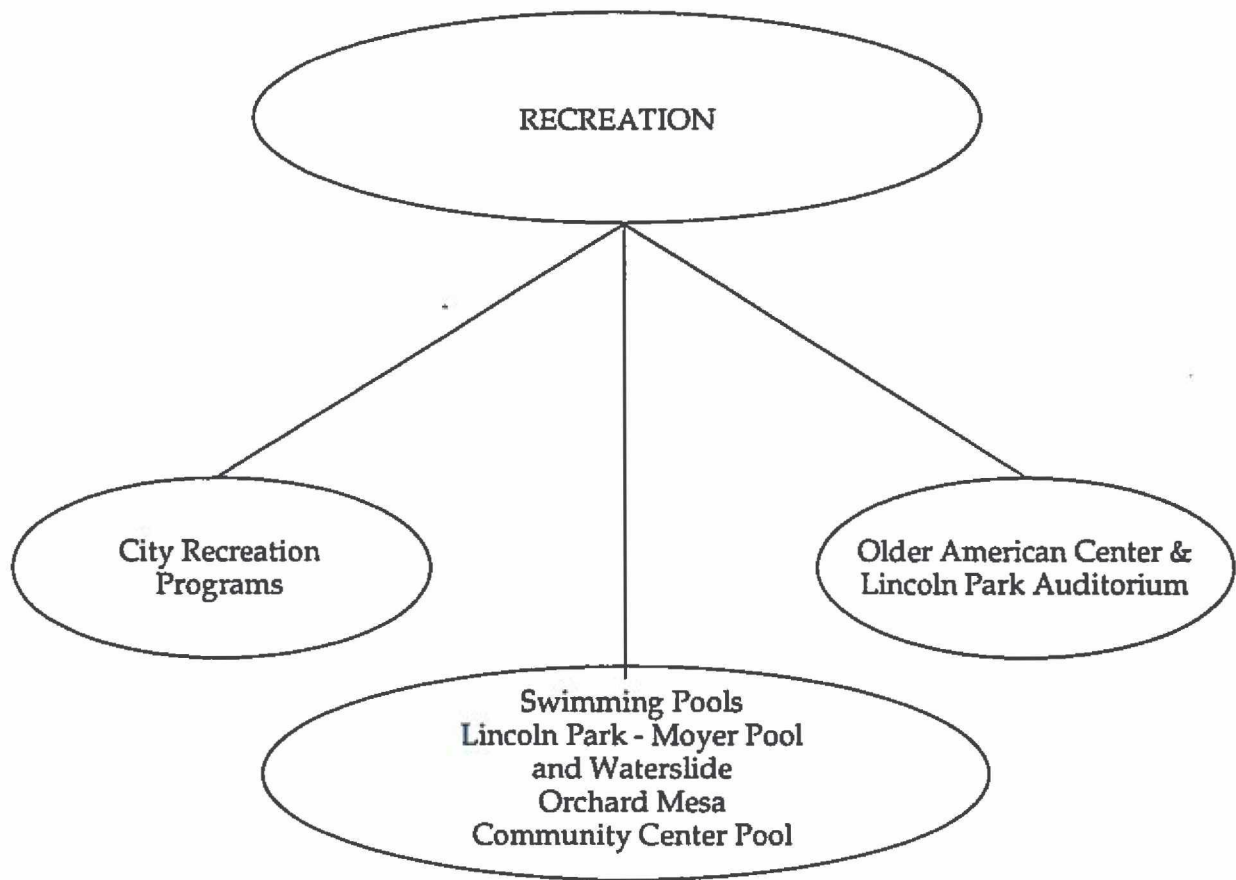 RECREATION
City Recreation
Programs
Older American Center &
Lincoln Park Auditorium
Swimming Pools
Lincoln Park - Moyer Pool
and Waterslide
Orchard Mesa
Community Center Pool